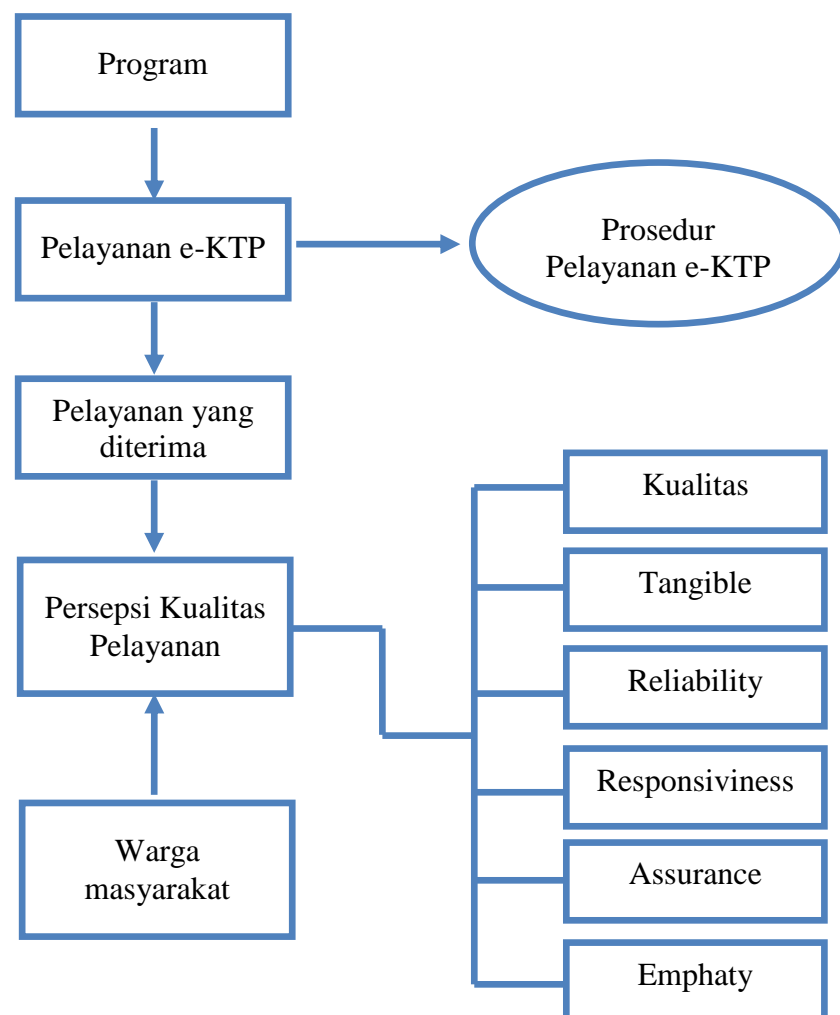 Program
Pelayanan e-KTP
Prosedur
Pelayanan e-KTP
Pelayanan yang
diterima
Persepsi Kualitas
Pelayanan
Warga
masyarakat
Kualitas
Tangible
Reliability
Responsiviness
Assurance
Emphaty